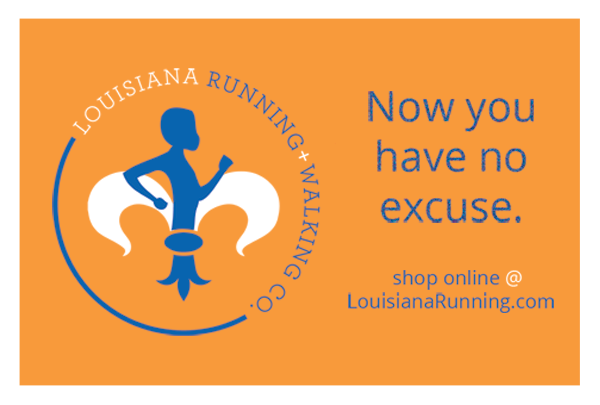 LOUISIANA RUNNING+WALKING CO.
Now you
have no
excuse.
shop online @
LouisianaRunning.com